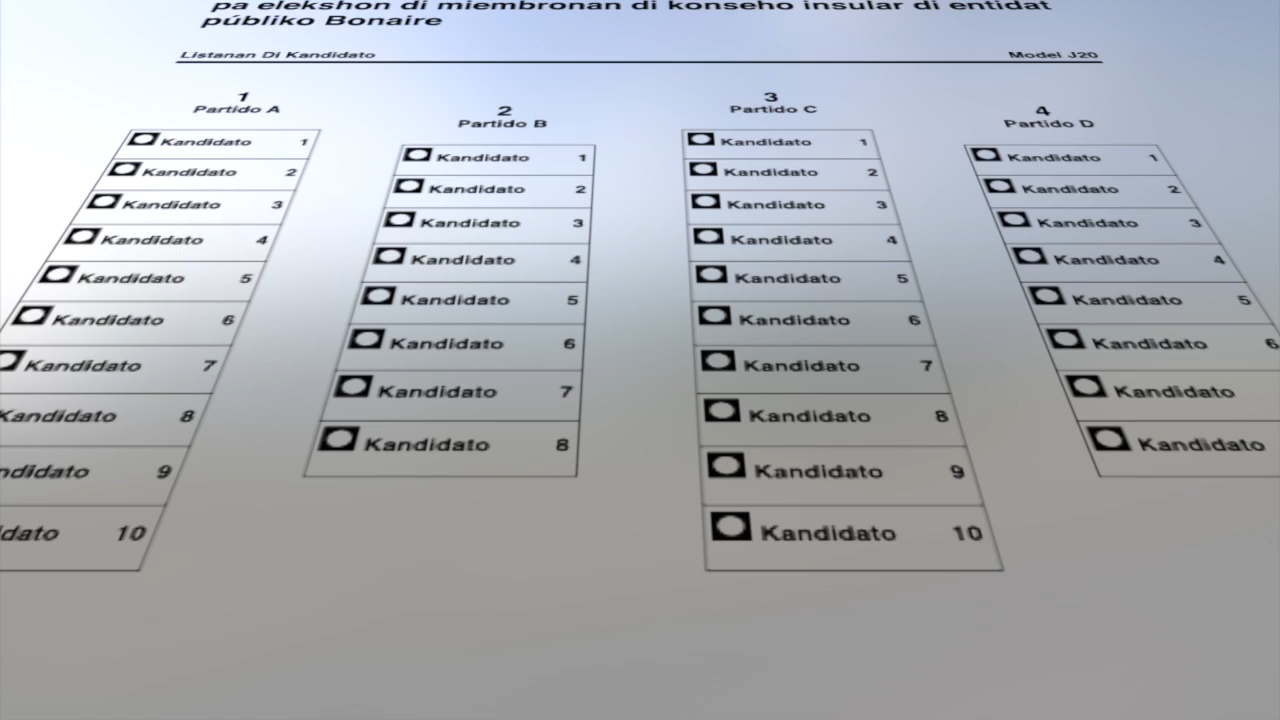 pa elekshon di miembronan di konseho insular di entidat
públiko Bonaire
Listanan Di Kandidato
Model J20
1
Partido A
Kandidato 1
Kandidato 2
Kandidato 3
Kandidato 4
Kandidato 5
Kandidato 6
Kandidato 7
Kandidato 8
Kandidato 9
10
2
Partido B
Kandidato 1
Kandidato 2
Kandidato 3
Kandidato 4
Kandidato 5
Kandidato 6
Kandidato 7
Kandidato 8
3
Partido C
Kandidato 1
Kandidato 2
Kandidato 3
Kandidato 4
Kandidato 5
Kandidato 6
Kandidato 7
Kandidato 8
Kandidato 9
Kandidato 10
4
Partido D
Kandidato 1
Kandidato 2
Kandidato 3
Kandidato 4
Kandidato 5
Kandidato 6
Kandidato
Kandidato